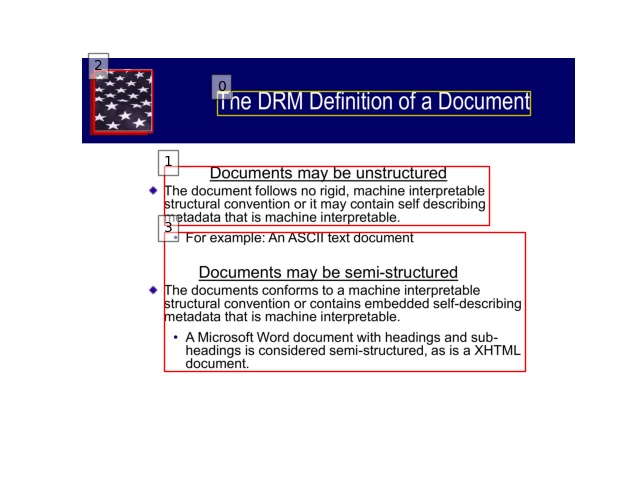 2
0
The DRM Definition of a Document
1
Documents may be unstructured
The document follows no rigid, machine interpretable
structural convention or it may contain self describing
metadata that is machine interpretable.
3
• For example: An ASCII text document
Documents may be semi-structured
The documents conforms to a machine interpretable
structural convention or contains embedded self-describing
metadata that is machine interpretable.
• A Microsoft Word document with headings and sub-
headings is considered semi-structured, as is a XHTML
document.